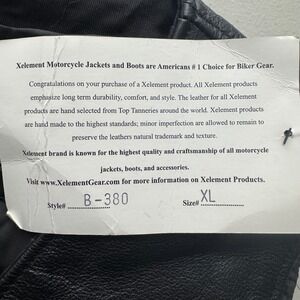 Xelement Motorcycle Jackets and Boots are Americans # 1 Choice for Biker Gear.
Congratulations on your purchase of a Xelement product. All Xelement products
emphasize long term durability, comfort, and style. The leather for all Xelement
products are hand selected from Top Tanneries around the world. Xelement products
are hand made to the highest standards; minor imperfection are allowed to remain to
preserve the leathers natural trademark and texture.
Xelement brand is known for the highest quality and craftsmanship of all motorcycle
jackets, boots, and accessories.
Visit www.XelementGear.com for more information on Xelement Products.
Style# B-380 Size# XL